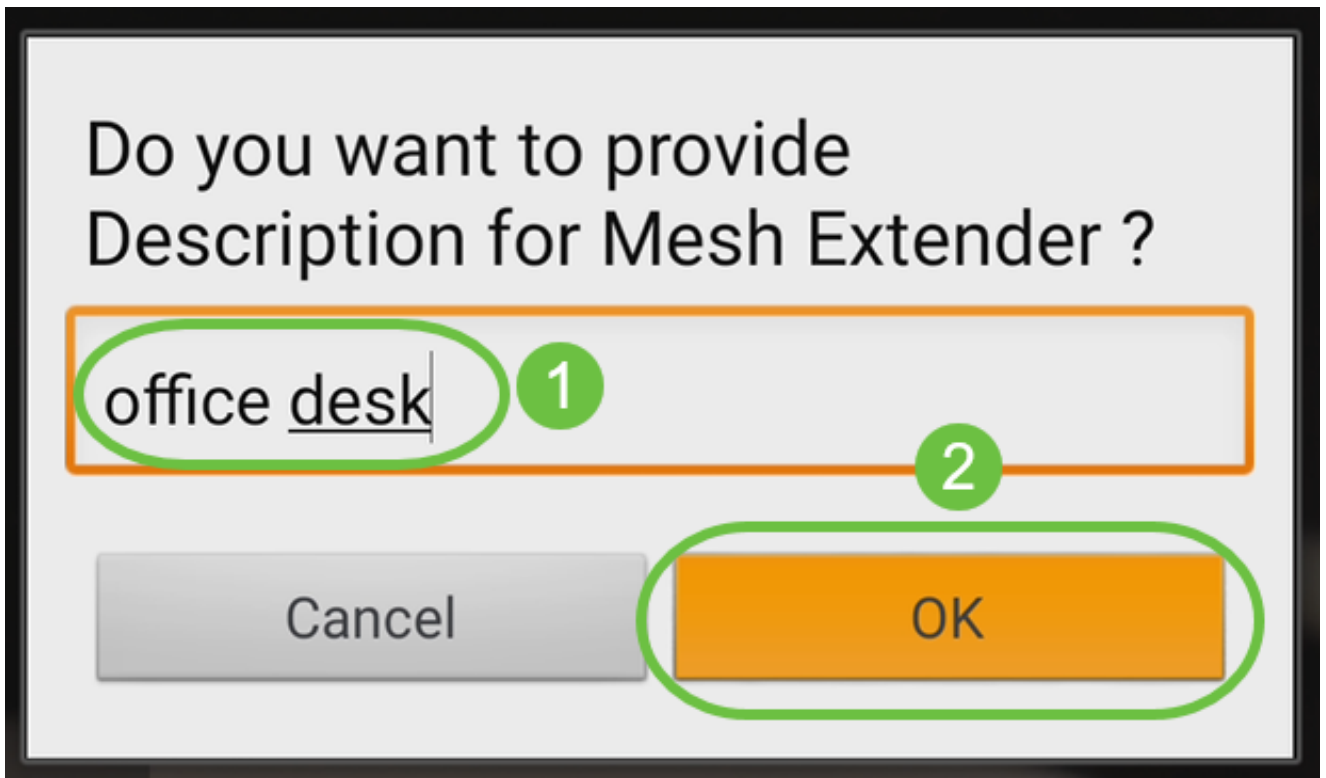 Do you want to provide
Description for Mesh Extender ?
office desk
1
2
Cancel
OK